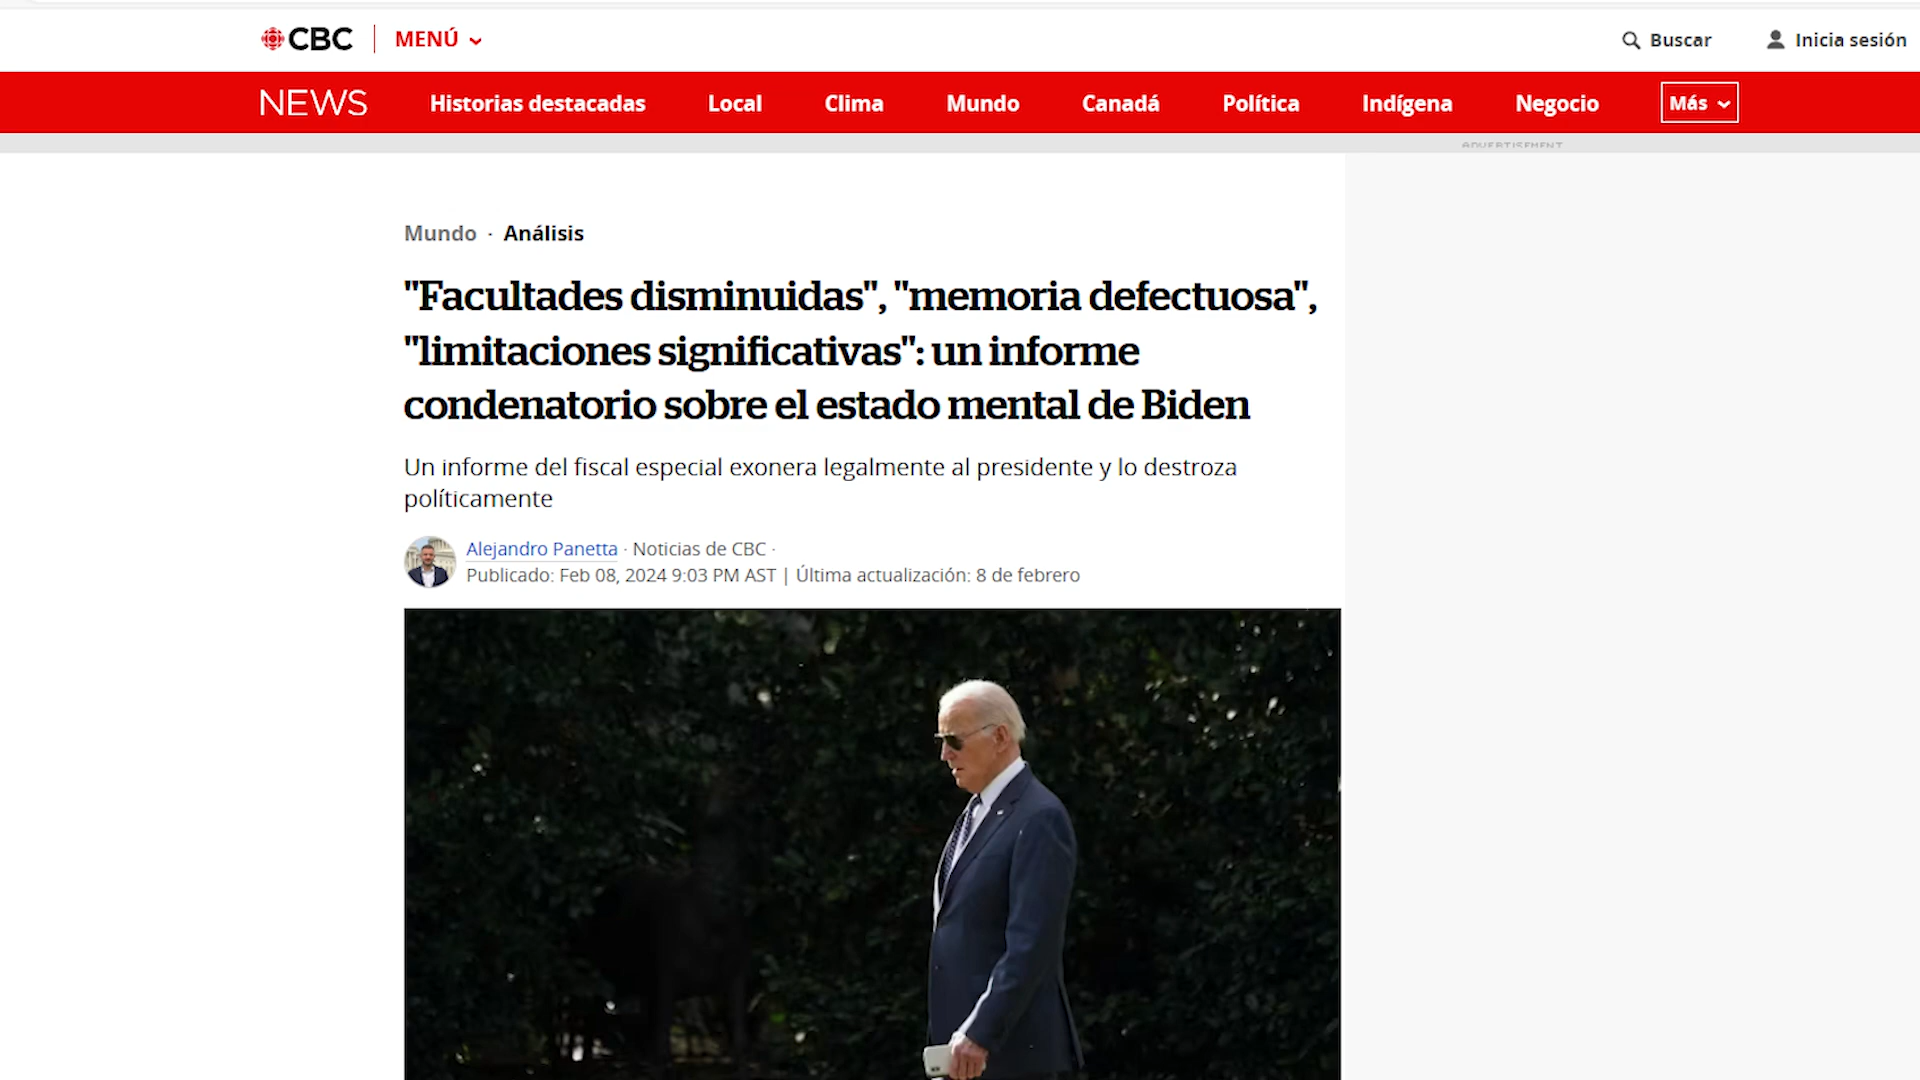 CBC
MENÚ
Buscar
Inicia sesión
NEWS
Historias destacadas
Local
Clima
Mundo
Canadá
Política
Indígena
Negocio
Más
ADVERTISEMENT
Mundo · Análisis
"Facultades disminuidas", "memoria defectuosa",
"limitaciones significativas": un informe
condenatorio sobre el estado mental de Biden
Un informe del fiscal especial exonera legalmente al presidente y lo destroza
políticamente
Alejandro Panetta · Noticias de CBC ·
Publicado: Feb 08, 2024 9:03 PM AST | Última actualización: 8 de febrero